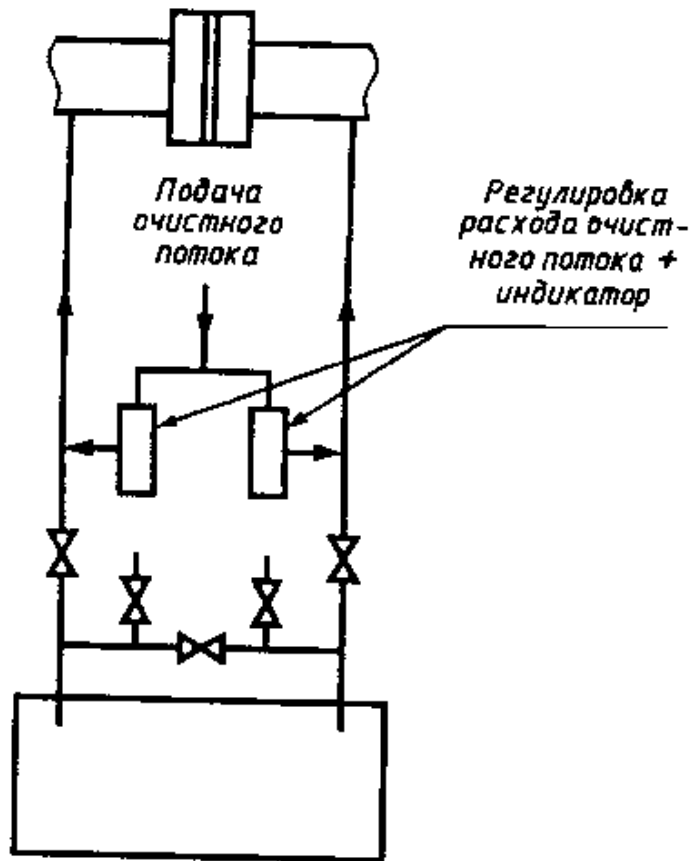 Подача
очистного
потока
Регулировка
расхода очист-
ного потока +
индикатор